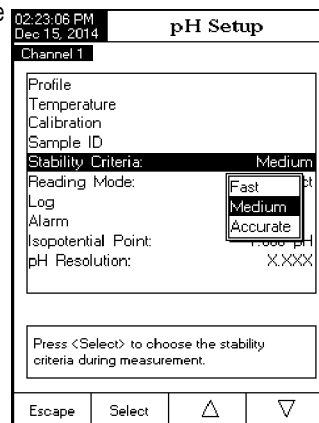 e
02:23:06 PM
Dec 15, 2014
pH Setup
Channel 1
Profile
Temperature
Calibration
Sample ID
Stability Criteria: Medium
Reading Mode:
Fast
Log
Medium
Alarm
Accurate
Isopotential Point: pH
pH Resolution: X.XXX
Press <Select> to choose the stability
criteria during measurement.
Escape Select △ ▽